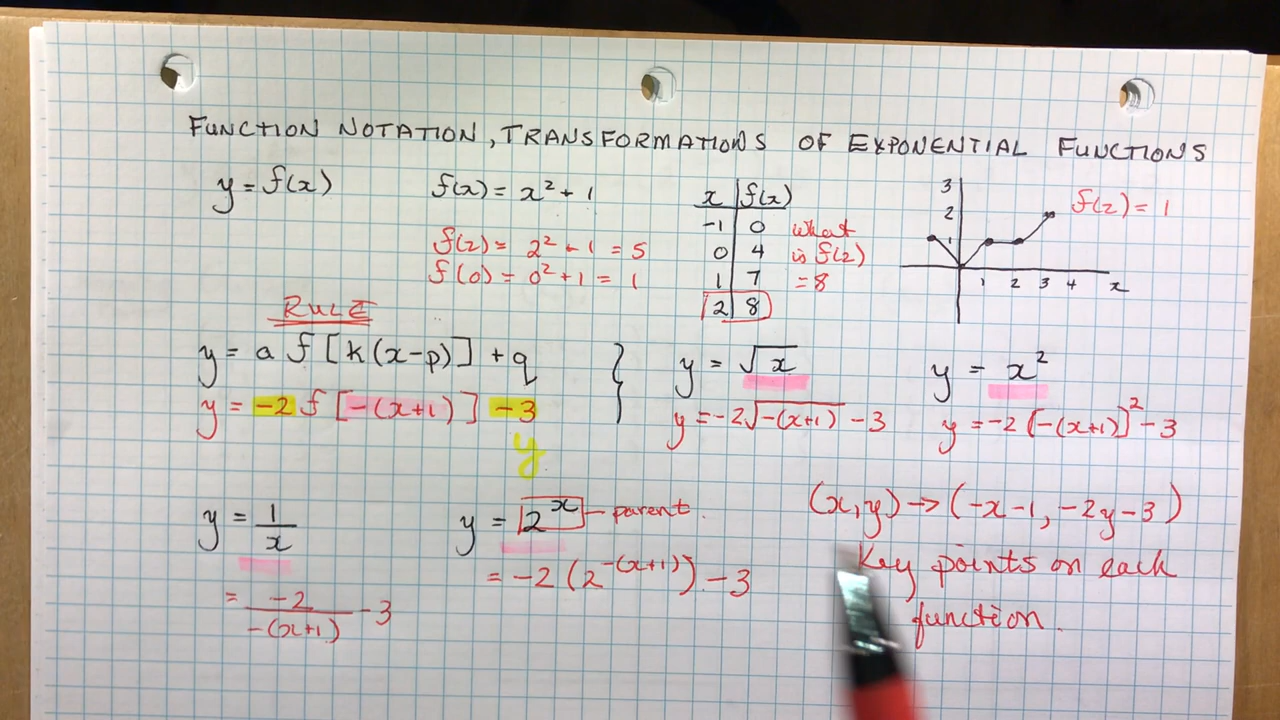 FUNCTION NOTATION, TRANSFORMATIONS OF EXPONENTIAL FUNCTIONS
y = f(x)
f(x) = x² + 1
f(2) = 2² + 1 = 5
f(0) = 0² + 1 = 1
x | f(x)
-1 | 0
0 | 4
1 | 7
2 | 8
what
is f(2)
= 8
3
2
1
1 2 3 4 x
f(2) = 1
RULE
y = a f [k(x-p)] + q
y = -2 f [-(x+1)] -3
y
y = √x
y = -2√-(x+1) - 3
y = x²
y = -2[-(x+1)]² - 3
y = 1/x
= -2/-(x+1) - 3
y = 2^x - parent.
= -2(2^-(x+1)) - 3
(x,y) → (-x-1, -2y-3)
Key points on each
function.